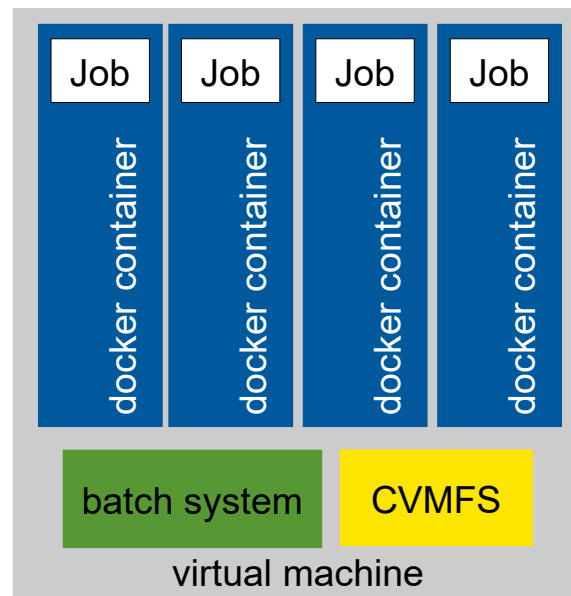 Job
Job
Job
Job
docker container
docker container
docker container
docker container
batch system
CVMFS
virtual machine